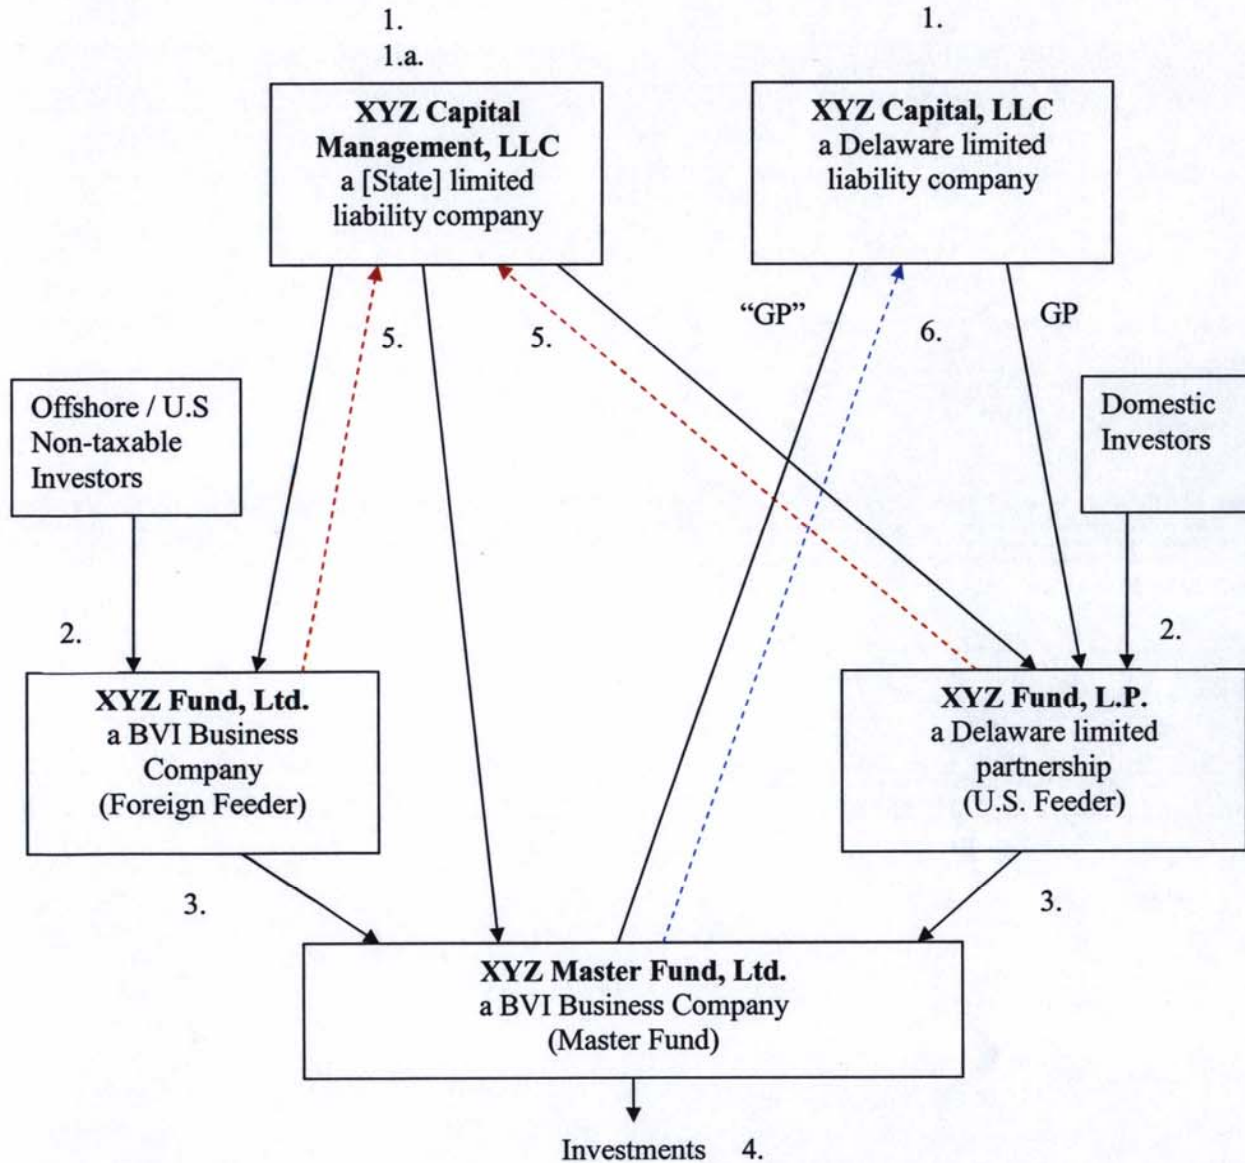 1.
1.a.
1.
XYZ Capital
Management, LLC
a [State] limited
liability company
XYZ Capital, LLC
a Delaware limited
liability company
“GP”
GP
5.
5.
6.
Offshore / U.S
Non-taxable
Investors
Domestic
Investors
2.
2.
XYZ Fund, Ltd.
a BVI Business
Company
(Foreign Feeder)
XYZ Fund, L.P.
a Delaware limited
partnership
(U.S. Feeder)
3.
3.
XYZ Master Fund, Ltd.
a BVI Business Company
(Master Fund)
Investments 4.